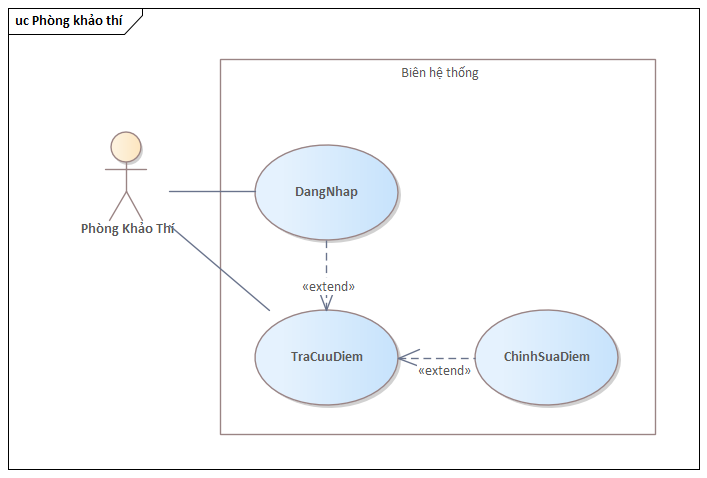 uc Phòng khảo thí
Biên hệ thống
DangNhap
Phòng Khảo Thí
«extend»
TraCuuDiem
ChinhSuaDiem
«extend»